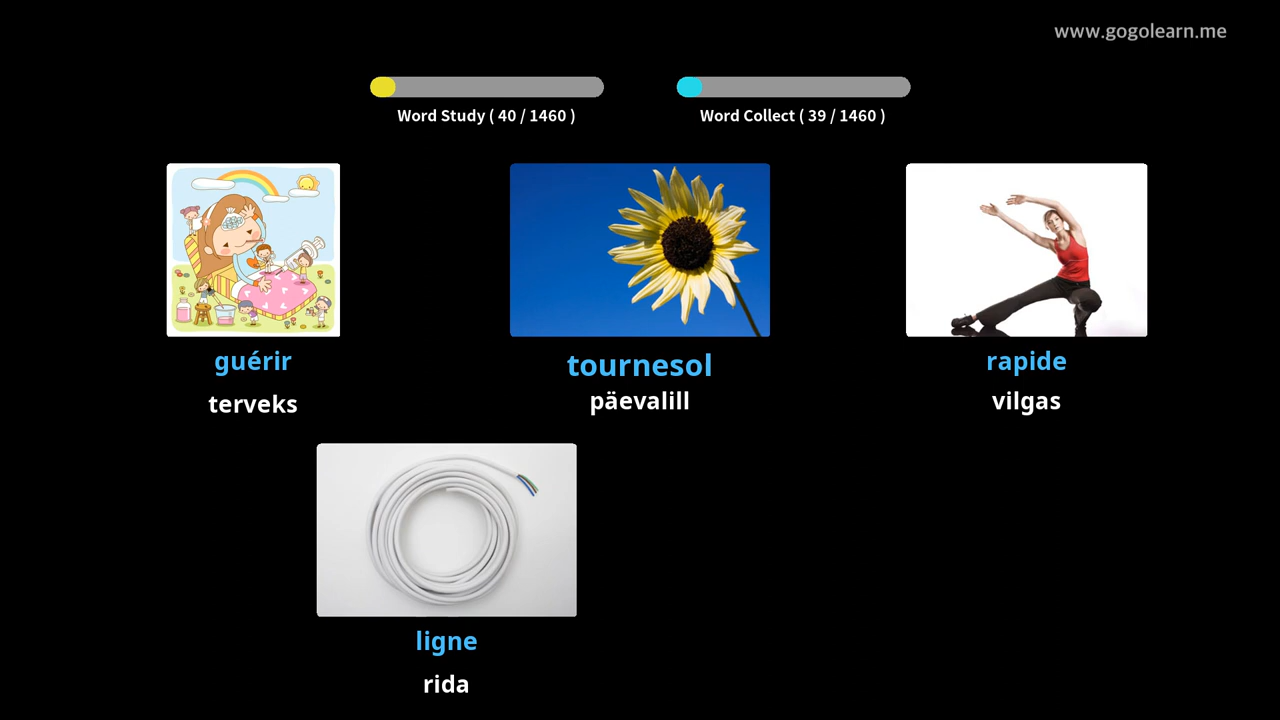 www.gogolearn.me
Word Study ( 40 / 1460 )
Word Collect ( 39 / 1460 )
guérir
terveks
tournesol
päevalill
rapide
vilgas
ligne
rida